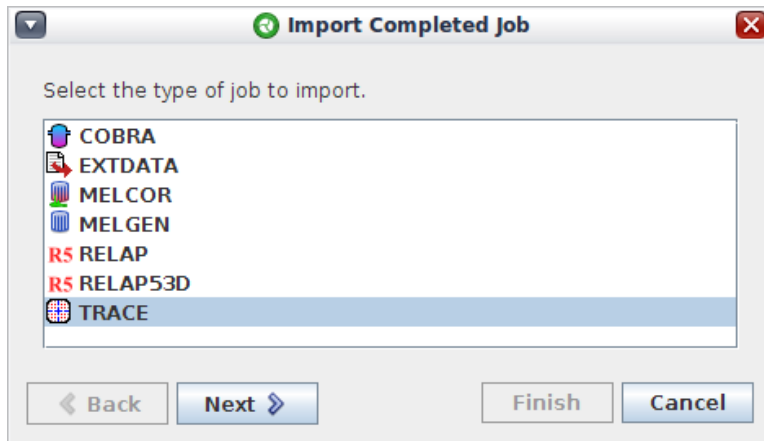 Import Completed Job
Select the type of job to import.
COBRA
EXTDATA
MELCOR
MELGEN
R5 RELAP
R5 RELAP53D
TRACE
Back Next Finish Cancel